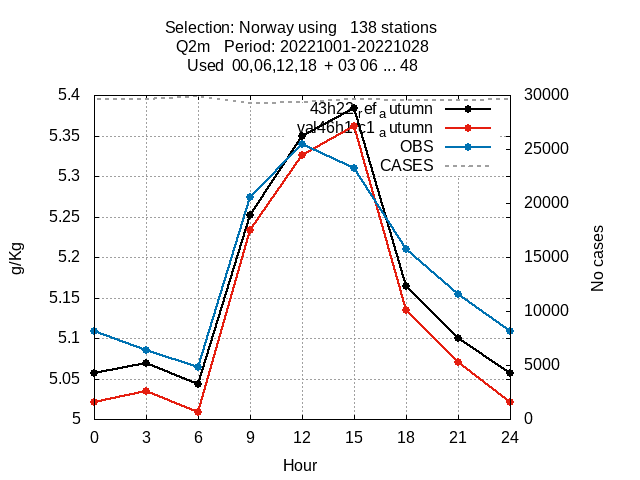 Selection: Norway using   138 stations
Q2m   Period: 20221001-20221028
Used  00,06,12,18  + 03 06 ... 48
5.4
5.35
5.3
5.25
5.2
5.15
5.1
5.05
5
g/Kg
30000
25000
20000
15000
10000
5000
0
No cases
43h22ref autumn
OBS
CASES
0 3 6 9 12 15 18 21 24
Hour